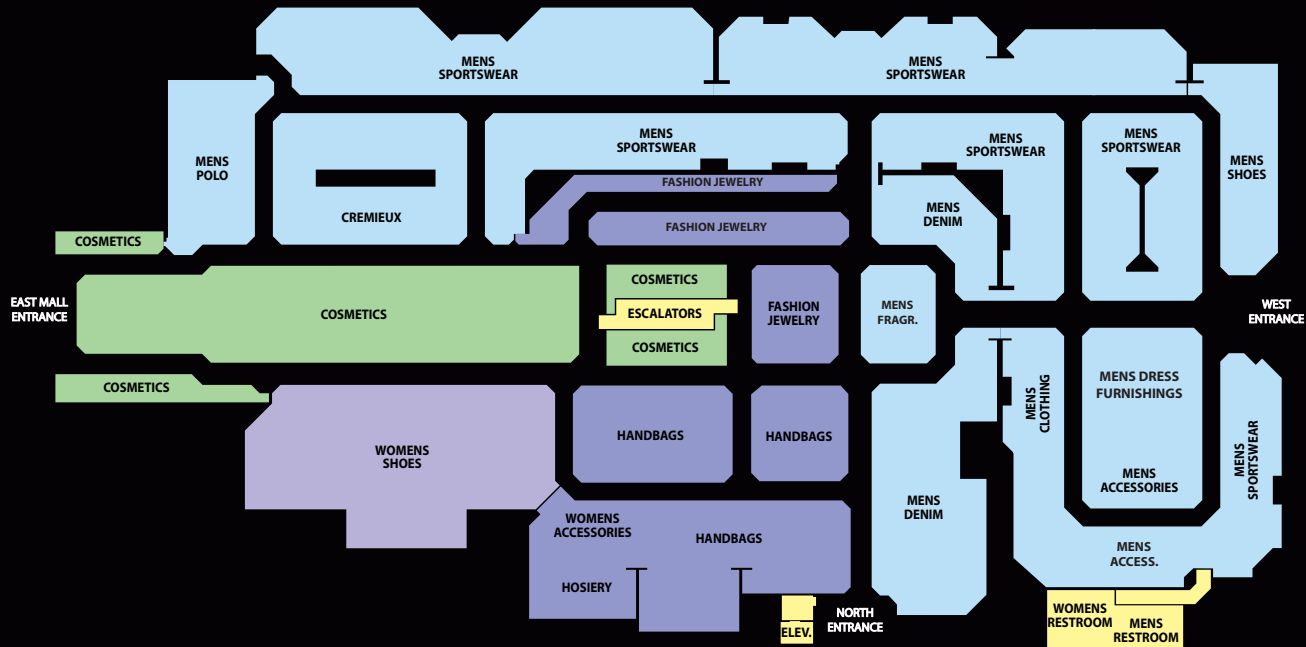 MENS
SPORTSWEAR
MENS
SPORTSWEAR
MENS
POLO
CREMIEUX
MENS
SPORTSWEAR
FASHION JEWELRY
FASHION JEWELRY
MENS
SPORTSWEAR
MENS
DENIM
MENS
SPORTSWEAR
MENS
SHOES
COSMETICS
EAST MALL
ENTRANCE
COSMETICS
COSMETICS
ESCALATORS
COSMETICS
FASHION
JEWELRY
MENS
FRAGR.
WEST
ENTRANCE
COSMETICS
WOMENS
SHOES
HANDBAGS
HANDBAGS
MENS
CLOTHING
MENS DRESS
FURNISHINGS
MENS
ACCESSORIES
MENS
SPORTSWEAR
WOMENS
ACCESSORIES
HANDBAGS
HOSIERY
MENS
DENIM
MENS
ACCESS.
ELEV.
NORTH
ENTRANCE
WOMENS
RESTROOM
MENS
RESTROOM